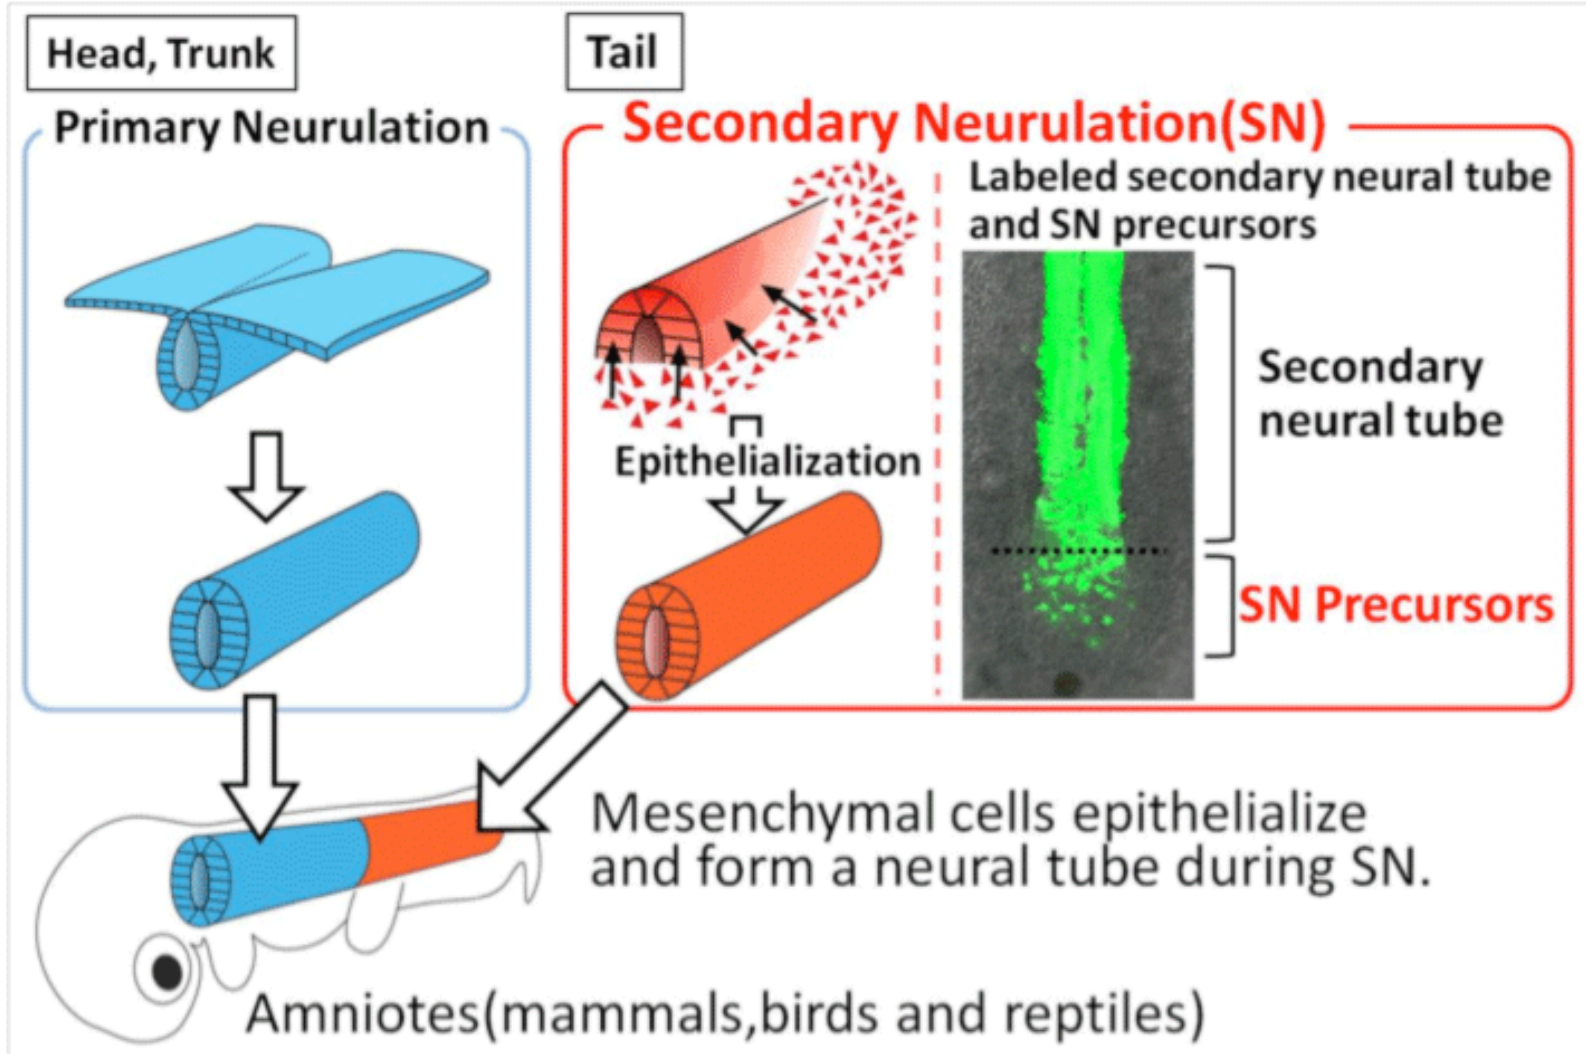 Head, Trunk
Primary Neurulation
Tail
Secondary Neurulation(SN)
Epithelialization
Labeled secondary neural tube
and SN precursors
Secondary
neural tube
SN Precursors
Mesenchymal cells epithelialize
and form a neural tube during SN.
Amniotes(mammals,birds and reptiles)